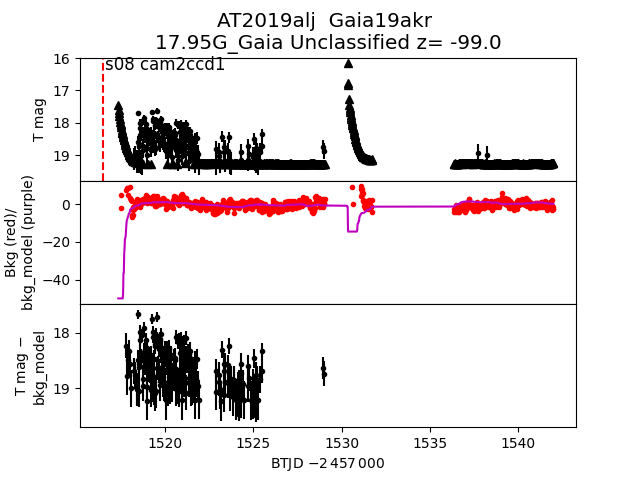 AT2019alj  Gaia19akr
17.95G_Gaia Unclassified z= -99.0
s08 cam2ccd1
T mag
16
17
18
19
Bkg (red)/
bkg_model (purple)
0
−20
−40
T mag −
bkg_model
18
19
1520
1525
1530
1535
1540
BTJD −2 457 000